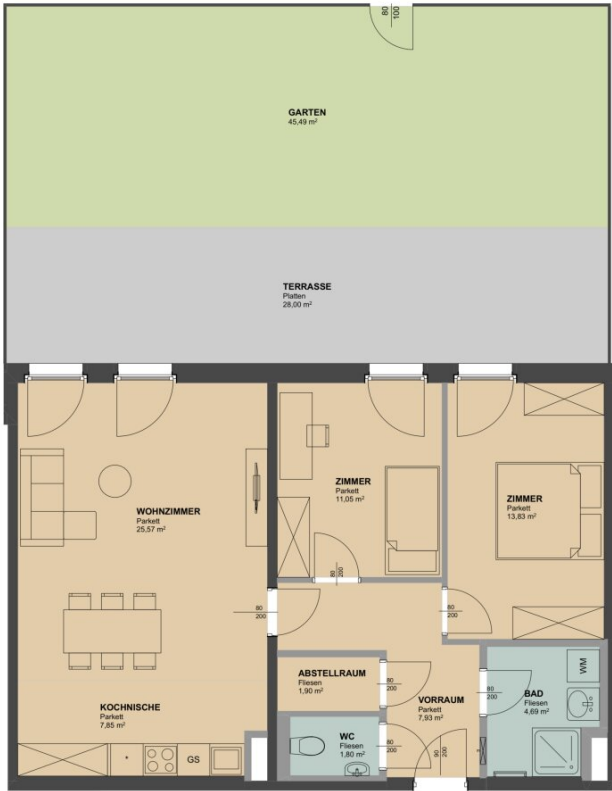 80
100
GARTEN
45,49 m²
TERRASSE
Platten
28,00 m²
WOHNZIMMER
Parkett
25,57 m²
ZIMMER
Parkett
11,05 m²
ZIMMER
Parkett
13,83 m²
80
200
80
200
80
200
KOCHNISCHE
Parkett
7,85 m²
GS
ABSTELLRAUM
Fliesen
1,90 m²
80
200
VORRAUM
Parkett
7,93 m²
80
200
BAD
Fliesen
4,69 m²
WM
WC
Fliesen
1,80 m²
80
200
90
200